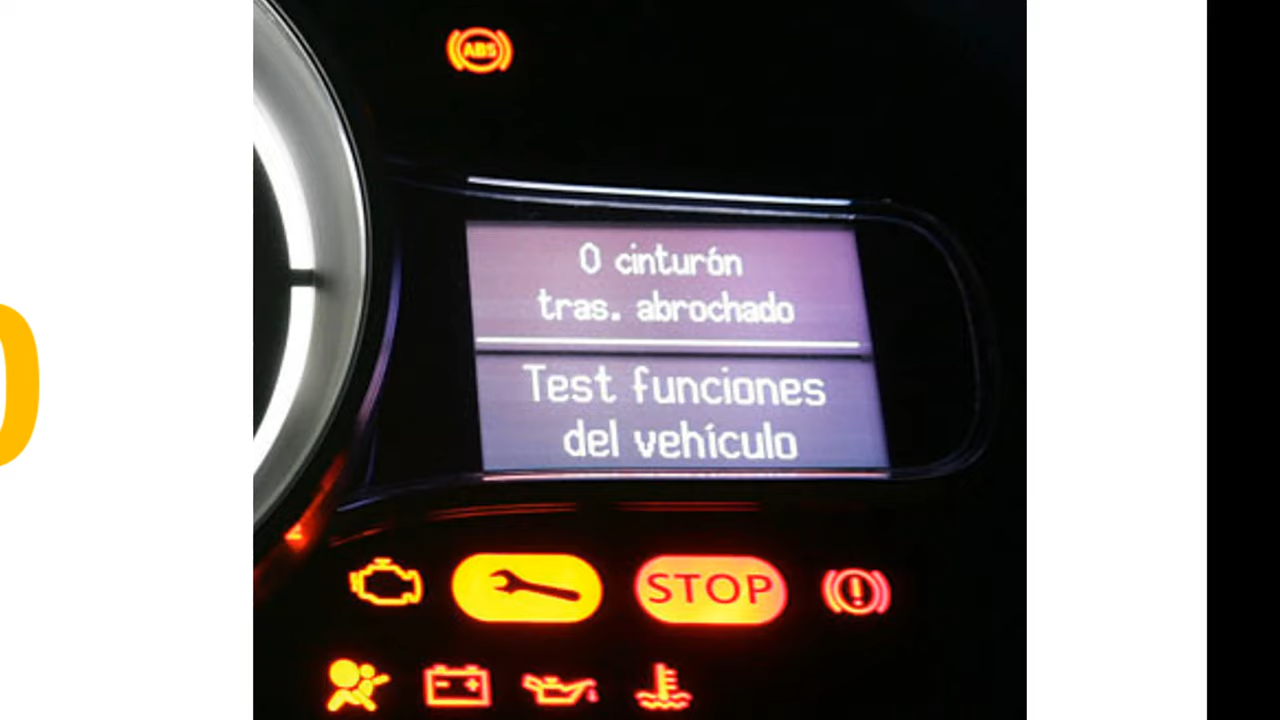 ABS
0 cinturón
tras. abrochado
Test funciones
del vehículo
STOP